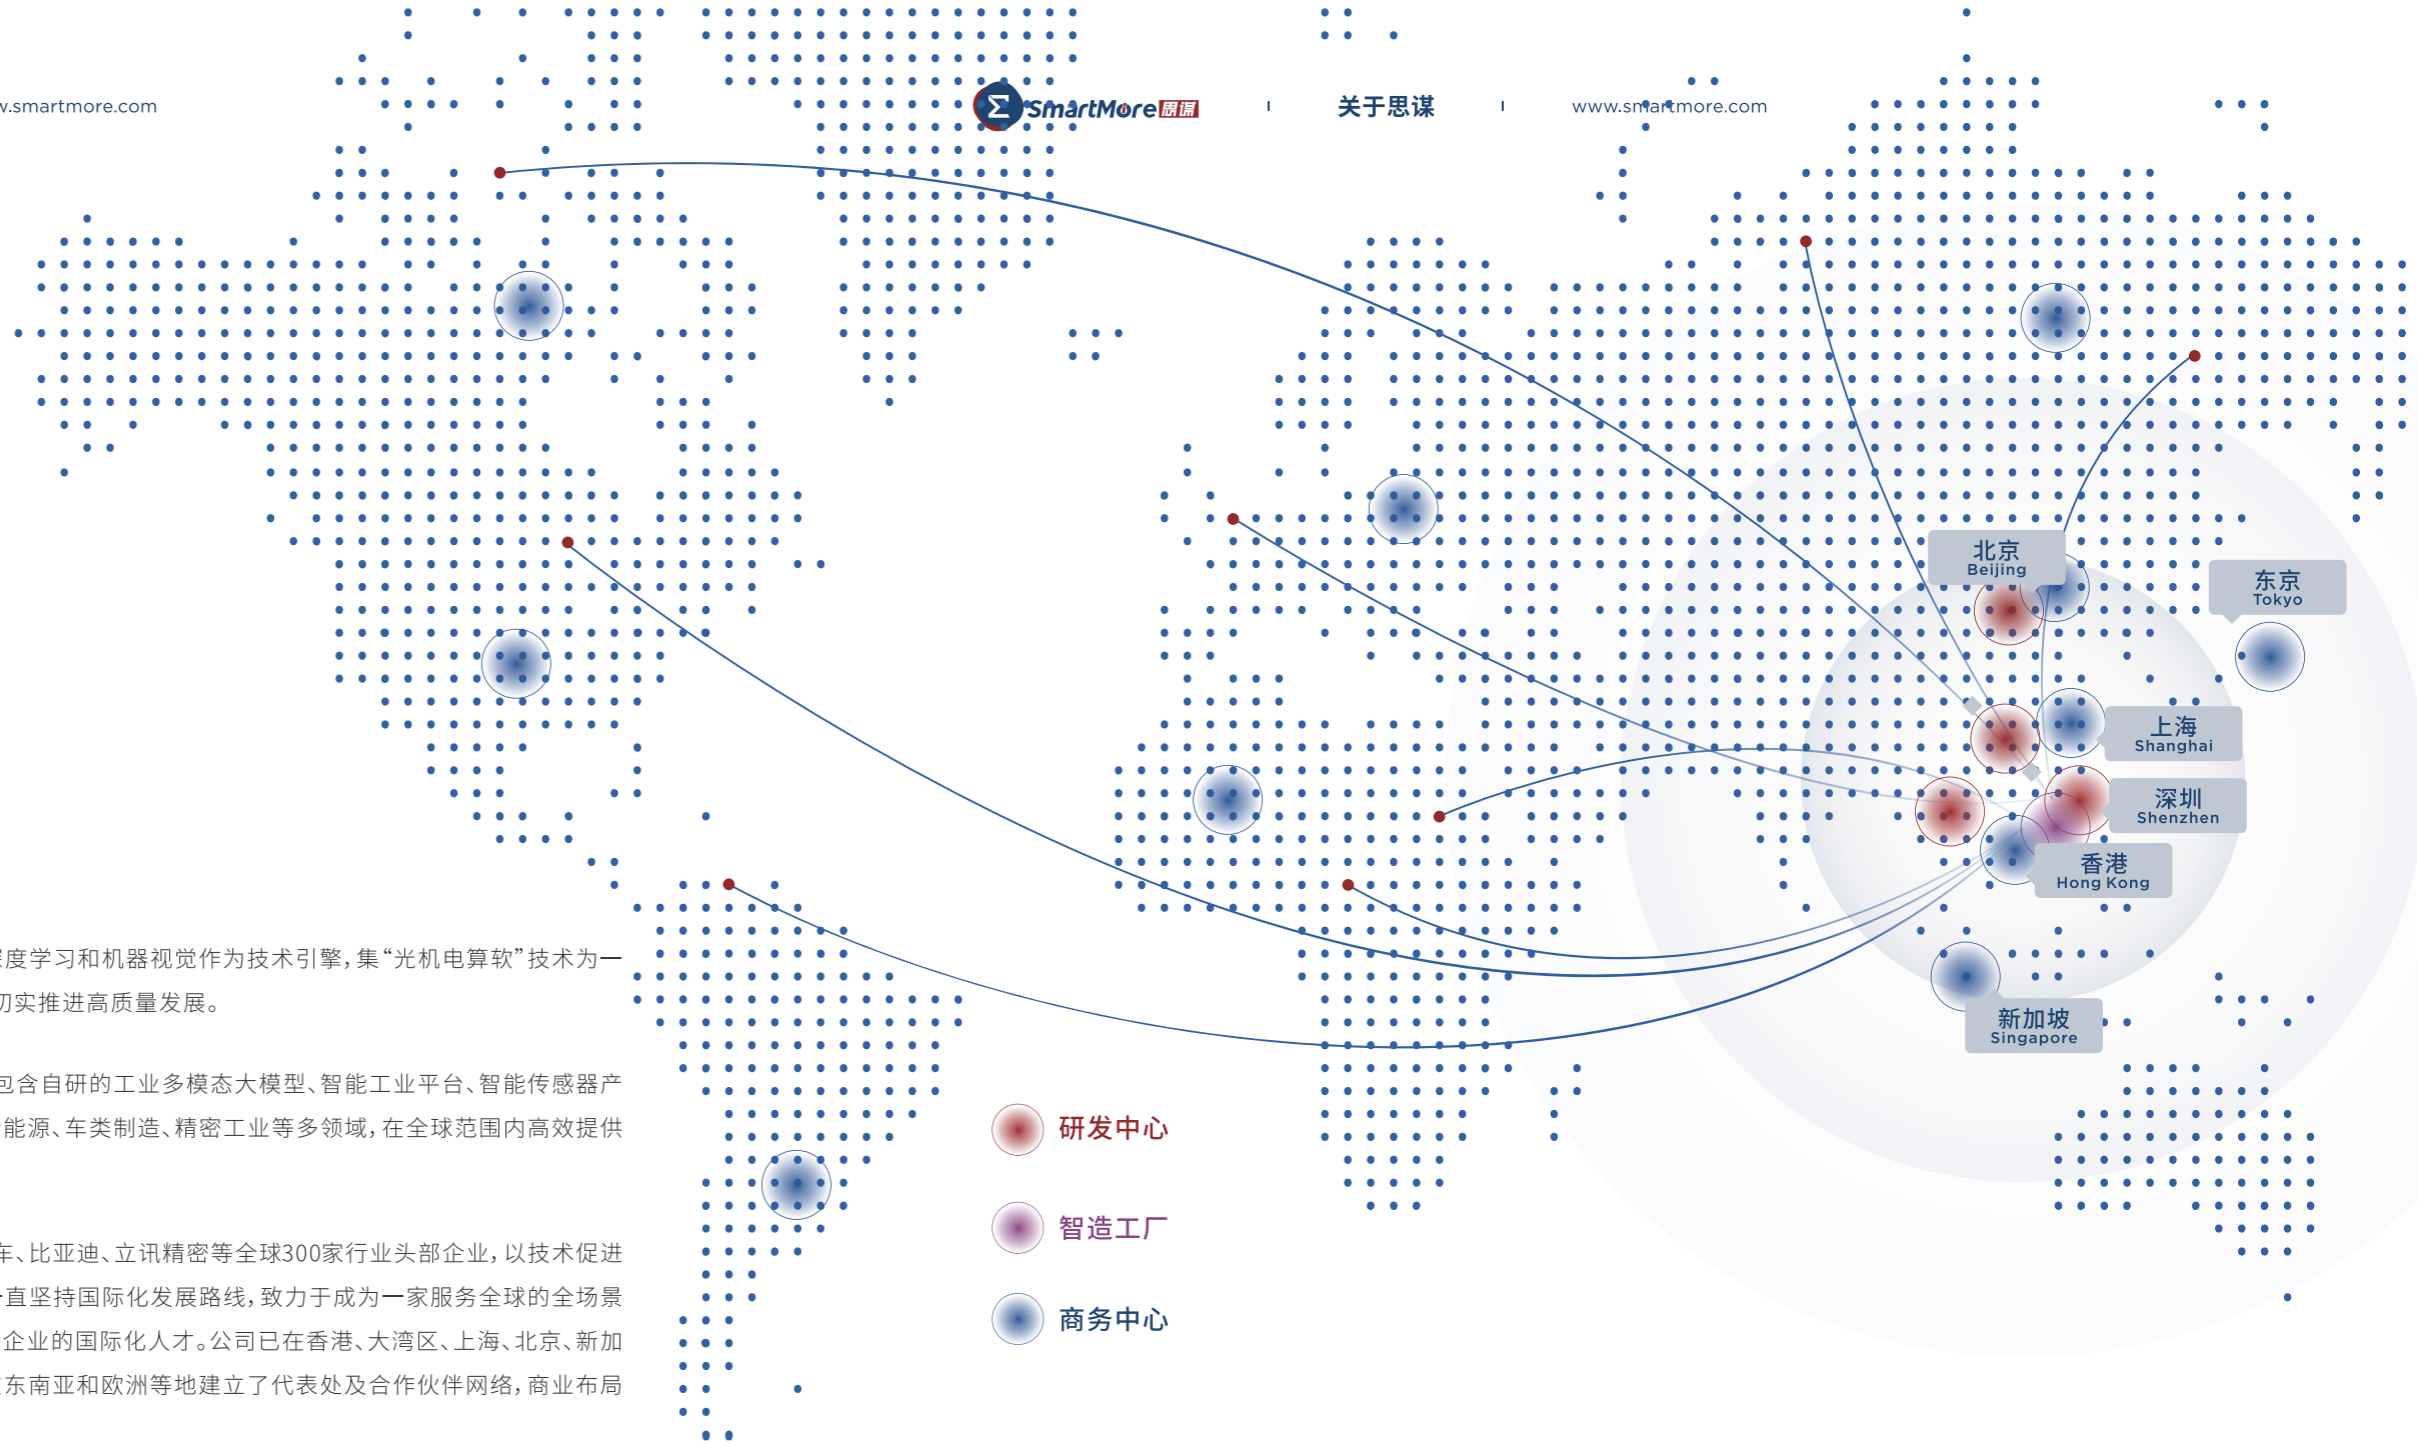 w.smartmore.com
SmartMore思谋
关于思谋
www.smartmore.com
北京
Beijing
东京
Tokyo
上海
Shanghai
深圳
Shenzhen
香港
Hong Kong
新加坡
Singapore
度学习和机器视觉作为技术引擎,集“光机电算软”技术为一
切实推进高质量发展。
包含自研的工业多模态大模型、智能工业平台、智能传感器产
能源、车类制造、精密工业等多领域,在全球范围内高效提供
车、比亚迪、立讯精密等全球300家行业头部企业,以技术促进
直坚持国际化发展路线,致力于成为一家服务全球的全场景
企业的国际化人才。公司已在香港、大湾区、上海、北京、新加
东南亚和欧洲等地建立了代表处及合作伙伴网络,商业布局
研发中心
智造工厂
商务中心